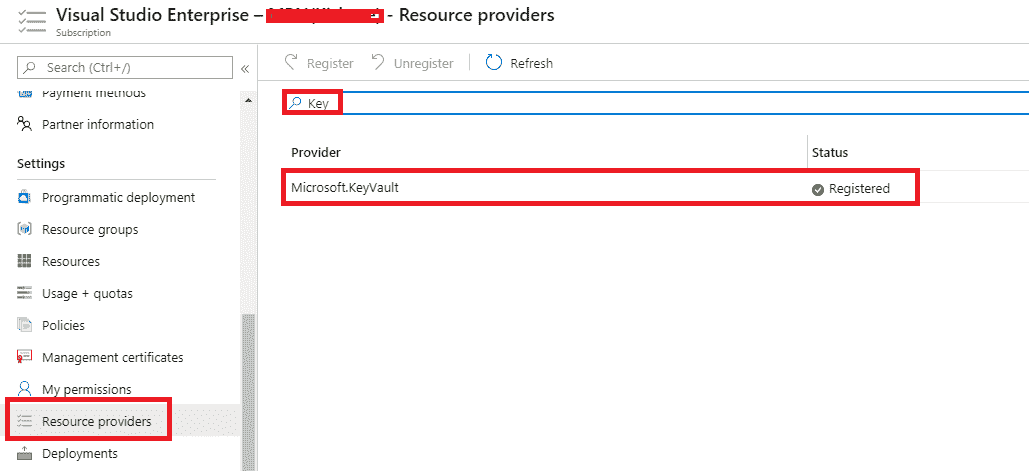 Visual Studio Enterprise – - Resource providers
Subscription
Search (Ctrl+/)
«
Register
Unregister
Refresh
Payment methods
Partner information
Settings
Programmatic deployment
Resource groups
Resources
Usage + quotas
Policies
Management certificates
My permissions
Resource providers
Deployments
Key
Provider
Status
Microsoft.KeyVault
Registered